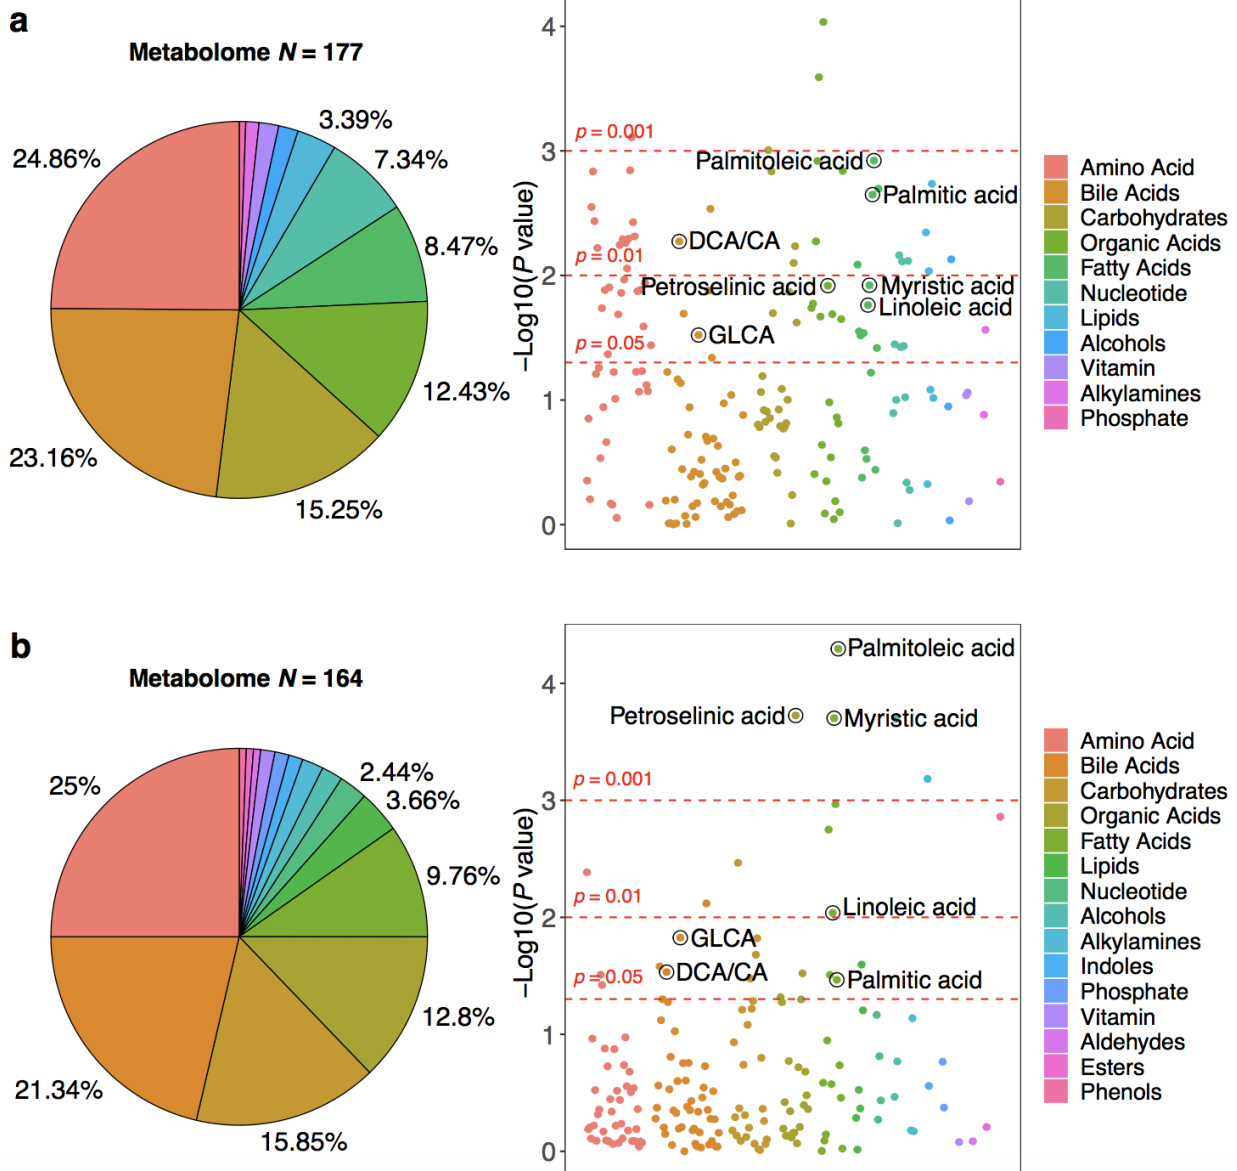 a
Metabolome N = 177
3.39%
7.34%
8.47%
12.43%
15.25%
23.16%
24.86%
–Log10(P value)
4
3
2
1
0
p = 0.001
Palmitoleic acid
Palmitic acid
DCA/CA
p = 0.01
Petroselinic acid
Myristic acid
Linoleic acid
GLCA
p = 0.05
Amino Acid
Bile Acids
Carbohydrates
Organic Acids
Fatty Acids
Nucleotide
Lipids
Alcohols
Vitamin
Alkylamines
Phosphate
b
Metabolome N = 164
2.44%
3.66%
9.76%
12.8%
15.85%
21.34%
25%
–Log10(P value)
4
3
2
1
0
Palmitoleic acid
Petroselinic acid
Myristic acid
p = 0.001
p = 0.01
Linoleic acid
GLCA
DCA/CA
p = 0.05
Palmitic acid
Amino Acid
Bile Acids
Carbohydrates
Organic Acids
Fatty Acids
Lipids
Nucleotide
Alcohols
Alkylamines
Indoles
Phosphate
Vitamin
Aldehydes
Esters
Phenols